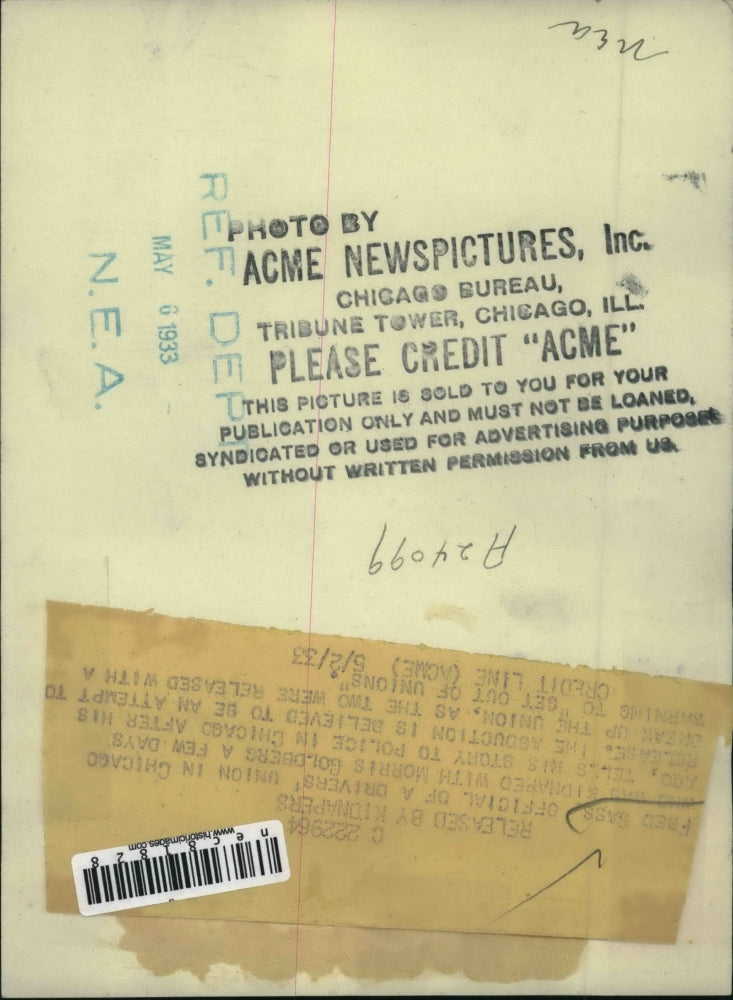 nea
PHOTO BY
ACME NEWSPICTURES, Inc.
CHICAGO BUREAU,
TRIBUNE TOWER, CHICAGO, ILL.
PLEASE CREDIT "ACME"
THIS PICTURE IS SOLD TO YOU FOR YOUR
PUBLICATION ONLY AND MUST NOT BE LOANED,
SYNDICATED OR USED FOR ADVERTISING PURPOSES
WITHOUT WRITTEN PERMISSION FROM US.
REF. DEPT
MAY 6 1933
N.E.A.
A24099
C 222964
RELEASED BY KIDNAPERS
FRED SASS, OFFICIAL OF A DRIVERS' UNION IN CHICAGO
WHO WAS KIDNAPED WITH MORRIS GOLDBERG A FEW DAYS
AGO, TELLS HIS STORY TO POLICE IN CHICAGO AFTER HIS
RELEASE. THE ABDUCTION IS BELIEVED TO BE AN ATTEMPT TO
BREAK UP THE UNION, AS THE TWO WERE RELEASED WITH A
WARNING TO "GET OUT OF UNIONS".
CREDIT LINE (ACME) 5/2/33
www.historicimages.com